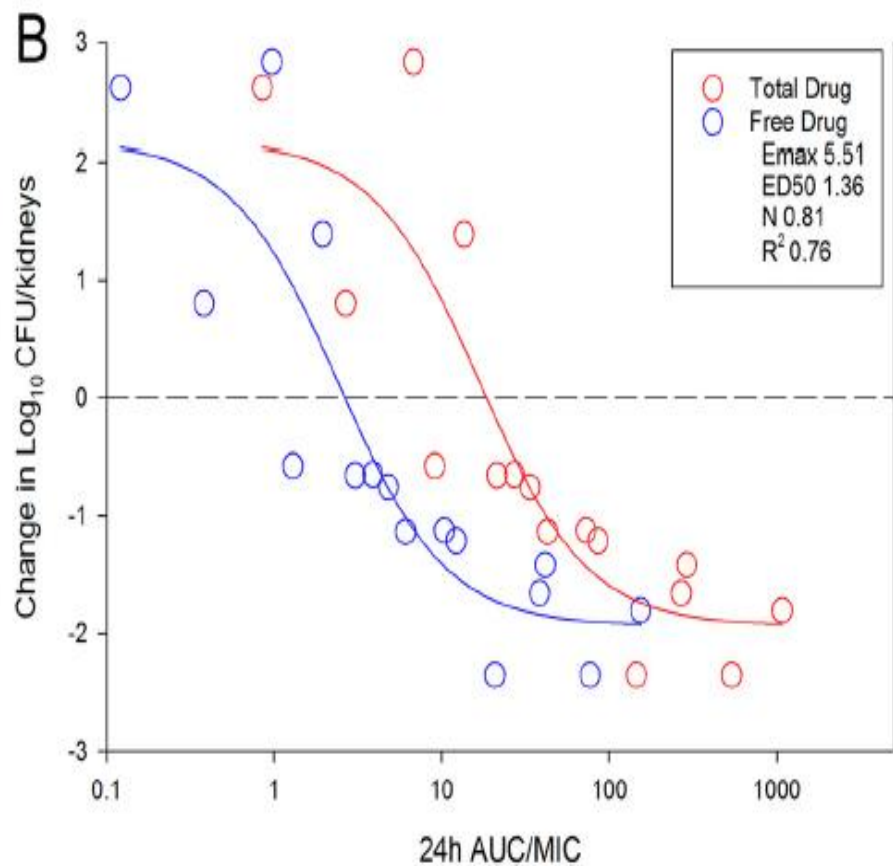 B
3
2
1
0
-1
-2
-3
Change in Log10 CFU/kidneys
Total Drug
Free Drug
Emax 5.51
ED50 1.36
N 0.81
R2 0.76
0.1 1 10 100 1000
24h AUC/MIC